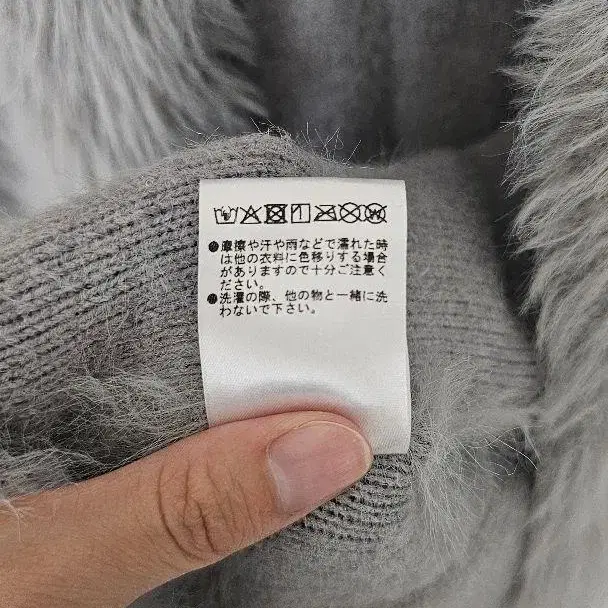 ●摩擦や汗や雨などで濡れた時
は他の衣料に色移りする場合
がありますので十分ご注意く
ださい。
●洗濯の際、他の物と一緒に洗
わないで下さい。